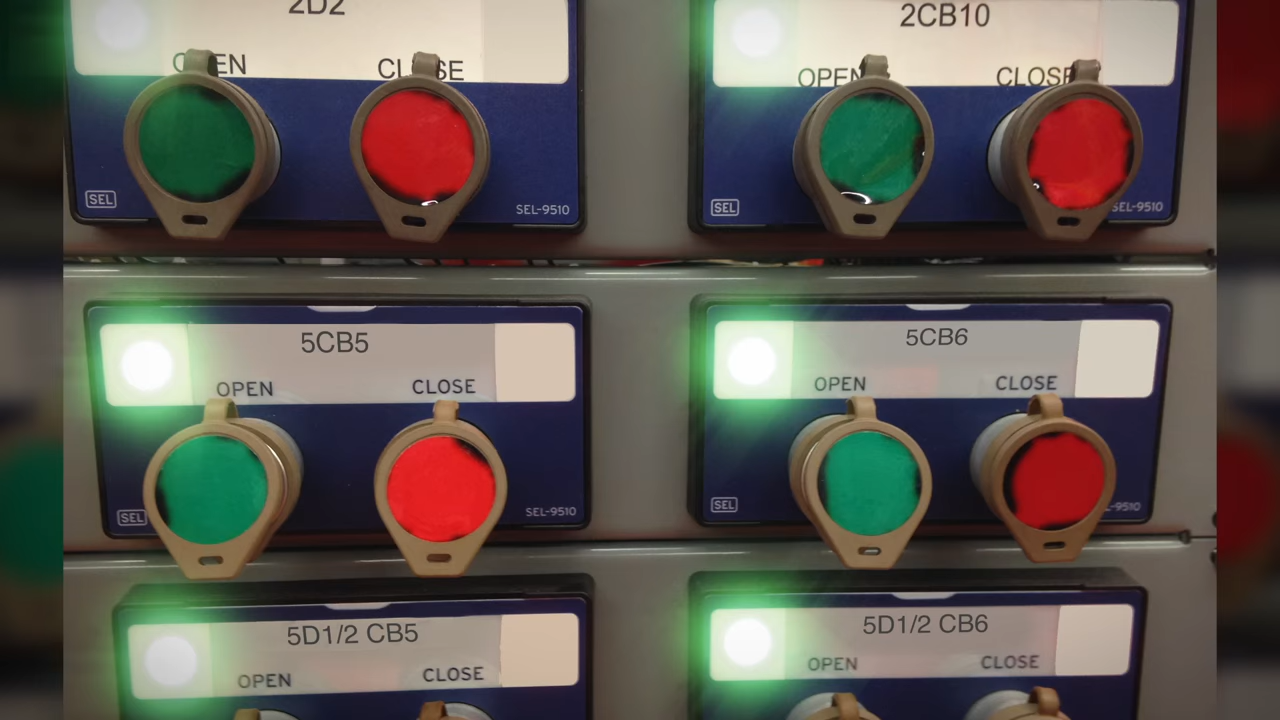 2D2
OPEN CLOSE
SEL SEL-9510
2CB10
OPEN CLOSE
SEL SEL-9510
5CB5
OPEN CLOSE
SEL SEL-9510
5CB6
OPEN CLOSE
SEL -9510
5D1/2 CB5
OPEN CLOSE
5D1/2 CB6
OPEN CLOSE